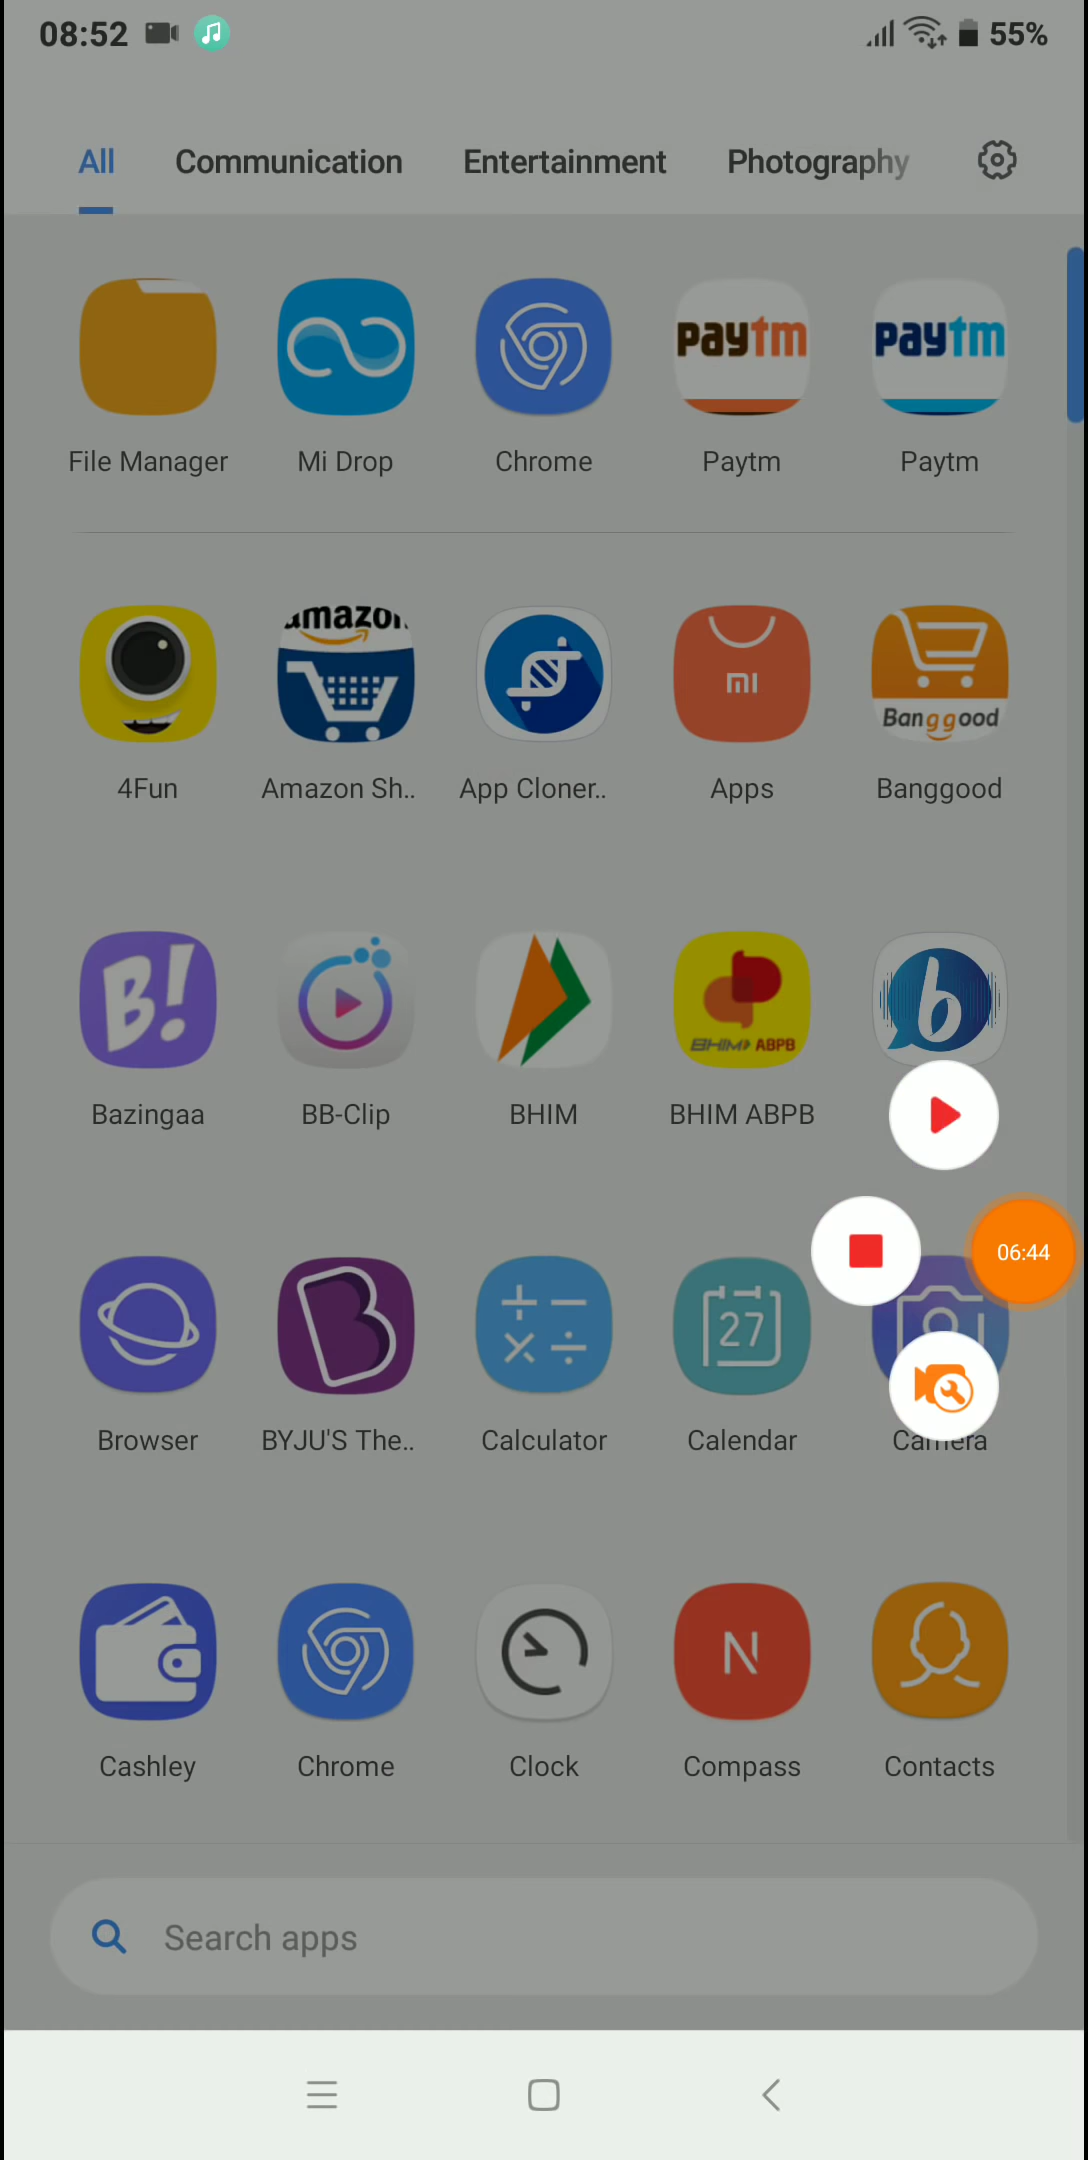 08:52
55%
All Communication Entertainment Photography
paytm paytm
File Manager Mi Drop Chrome Paytm Paytm
amazon
mi
Banggood
4Fun Amazon Sh.. App Cloner.. Apps Banggood
B! b
BHIM ABPB
Bazingaa BB-Clip BHIM BHIM ABPB
06:44
B
27
Browser BYJU'S The.. Calculator Calendar Camera
N
Cashley Chrome Clock Compass Contacts
Search apps